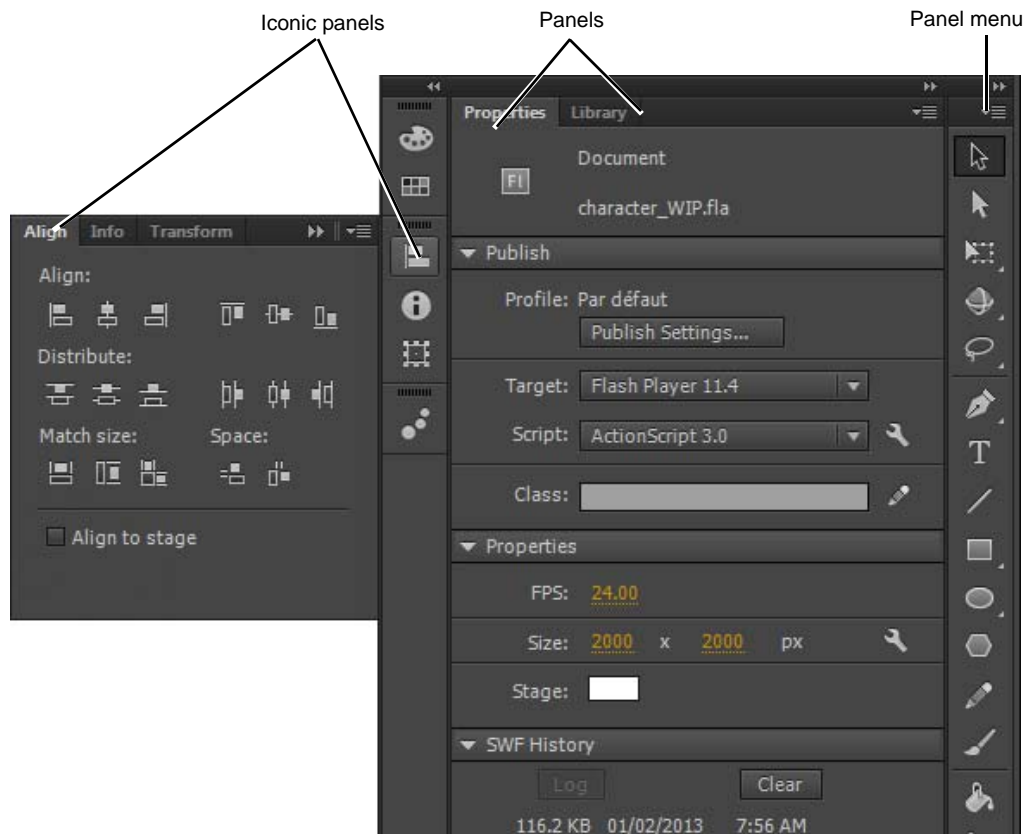 Iconic panels
Panels
Panel menu
Properties
Library
Fl
Document
character_WIP.fla
Publish
Profile: Par défaut
Publish Settings...
Target: Flash Player 11.4
Script: ActionScript 3.0
Class:
Properties
FPS: 24.00
Size: 2000 x 2000 px
Stage:
SWF History
Log
Clear
116.2 KB 01/02/2013 7:56 AM
Align
Info
Transform
Align:
Distribute:
Match size:
Space:
Align to stage
T